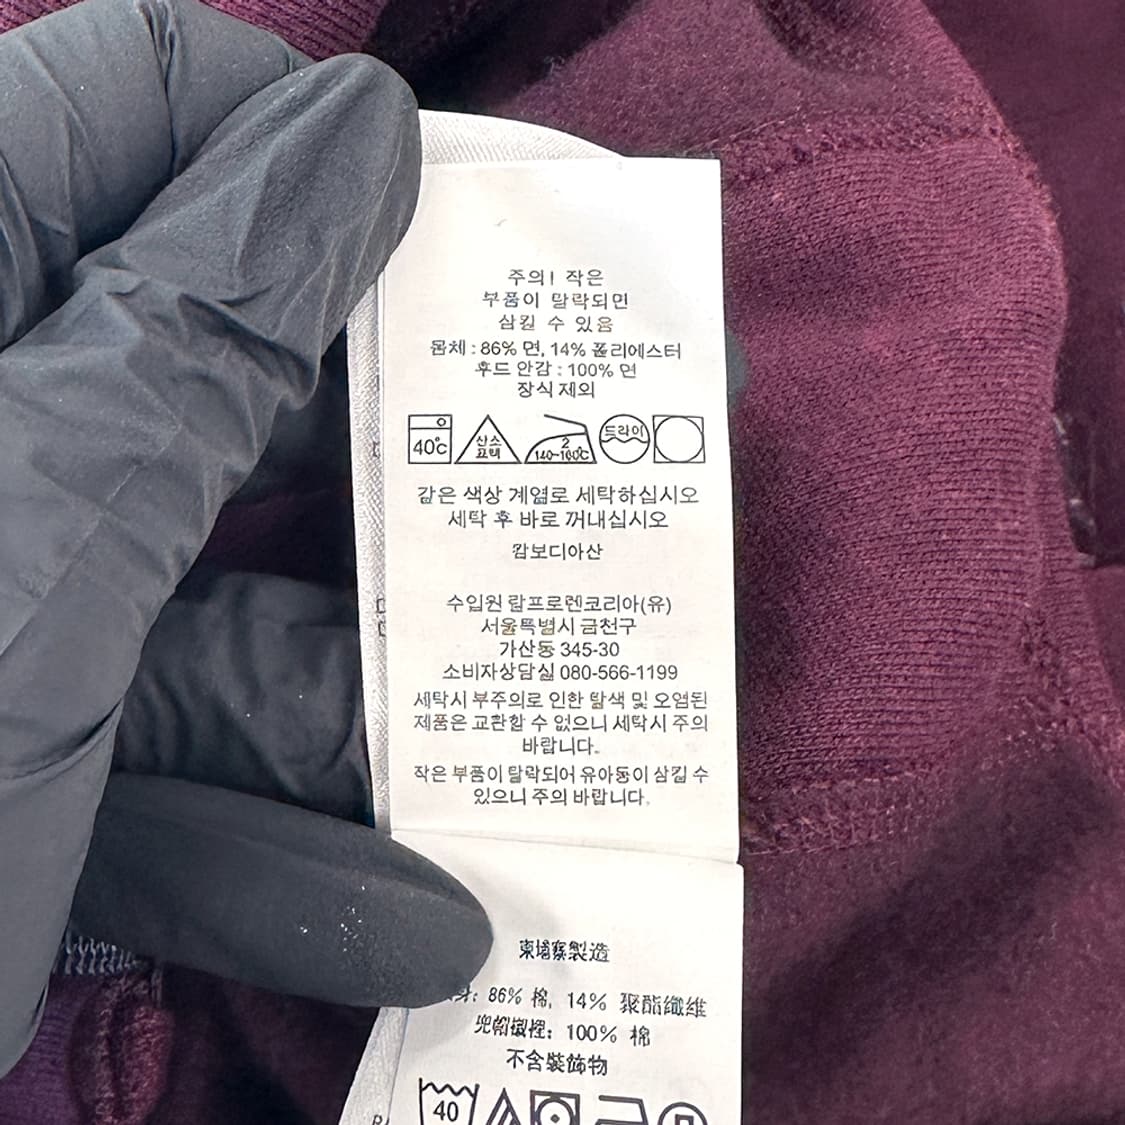 주의! 작은
부품이 탈락되면
삼킬 수 있음
몸체 : 86% 면, 14% 폴리에스터
후드 안감 : 100% 면
장식 제외
40℃
산소
표백
2
140~160℃
드라이
같은 색상 계열로 세탁하십시오
세탁 후 바로 꺼내십시오
캄보디아산
수입원 랄프로렌코리아(유)
서울특별시 금천구
가산동 345-30
소비자상담실 080-566-1199
세탁시 부주의로 인한 탈색 및 오염된
제품은 교환할 수 없으니 세탁시 주의
바랍니다.
작은 부품이 탈락되어 유아동이 삼킬 수
있으니 주의 바랍니다.
柬埔寨製造
身: 86% 棉, 14% 聚酯纖維
兜帽襯裡: 100% 棉
不含裝飾物
40